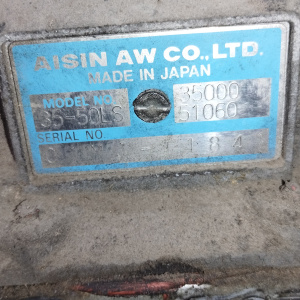 AISIN AW CO.,LTD.
MADE IN JAPAN
MODEL NO. 35000
35-50LS 51060
SERIAL NO.